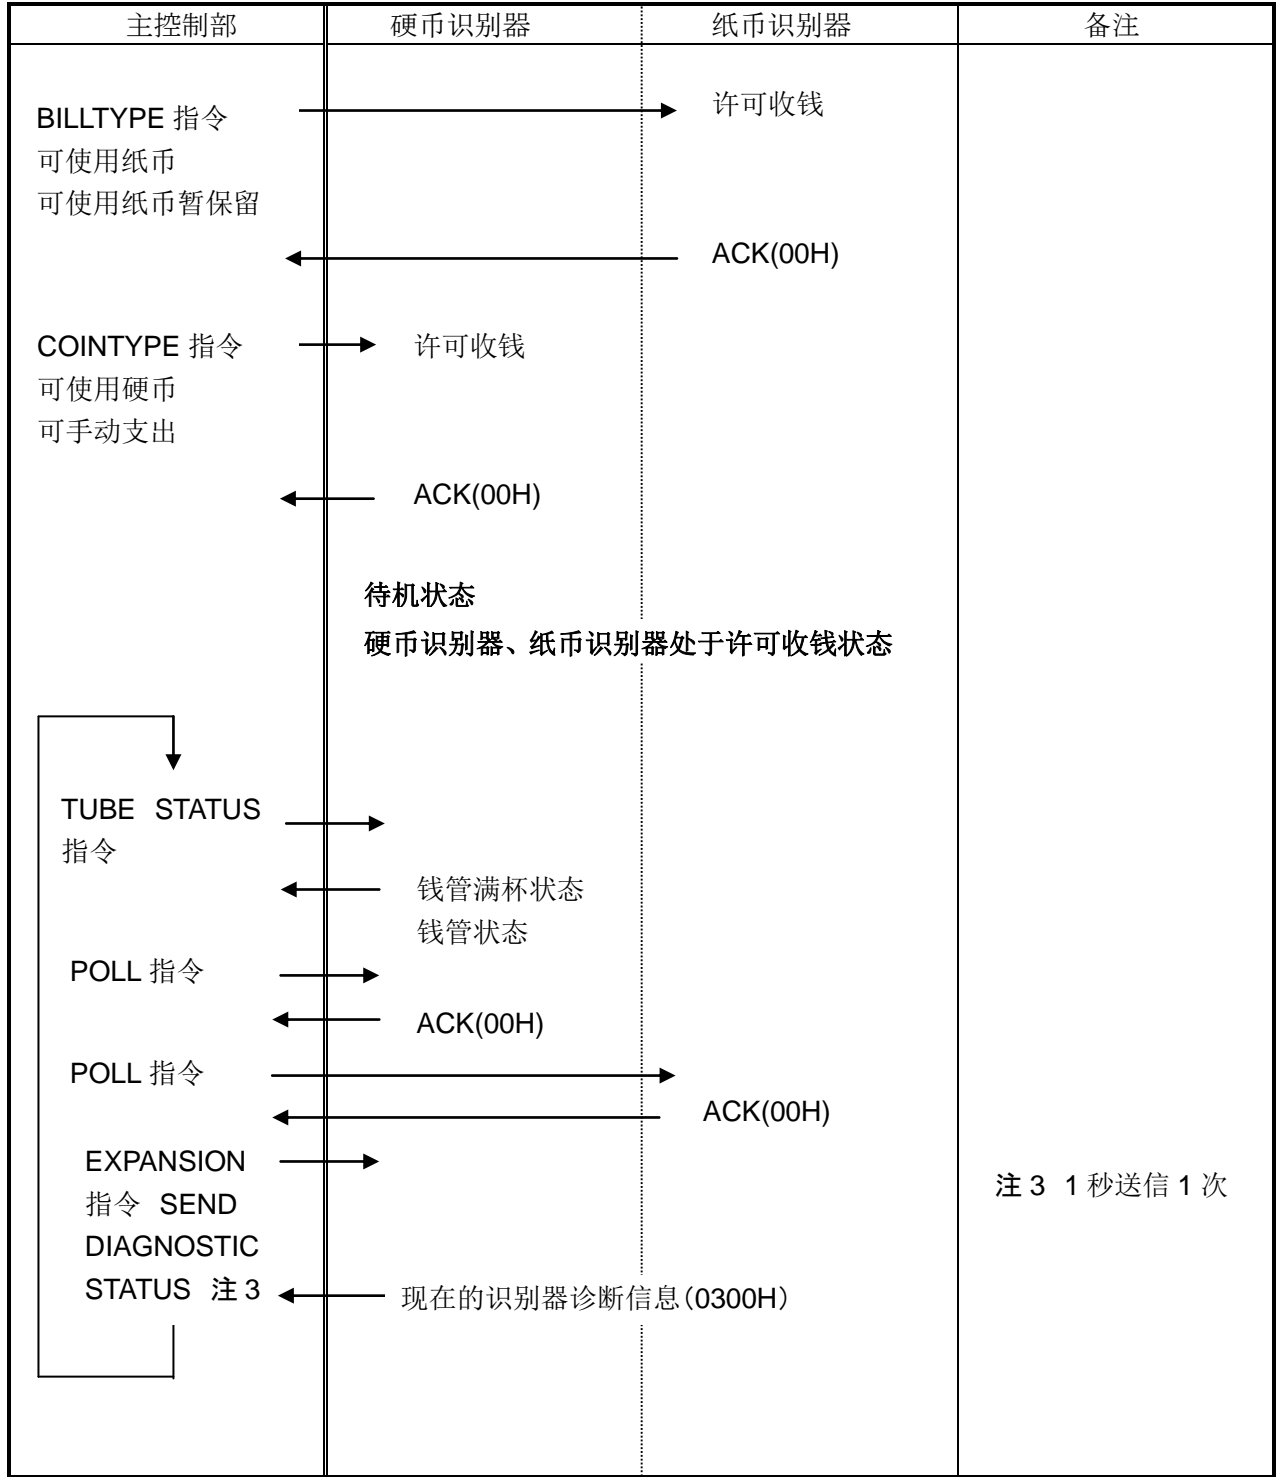 主控制部
硬币识别器
纸币识别器
备注
BILLTYPE 指令
许可收钱
可使用纸币
可使用纸币暂保留
ACK(00H)
COINTYPE 指令
许可收钱
可使用硬币
可手动支出
ACK(00H)
待机状态
硬币识别器、纸币识别器处于许可收钱状态
TUBE STATUS
指令
钱管满杯状态
钱管状态
POLL 指令
ACK(00H)
POLL 指令
ACK(00H)
EXPANSION
指令 SEND
DIAGNOSTIC
STATUS 注 3
注 3 1 秒送信 1 次
现在的识别器诊断信息（0300H）